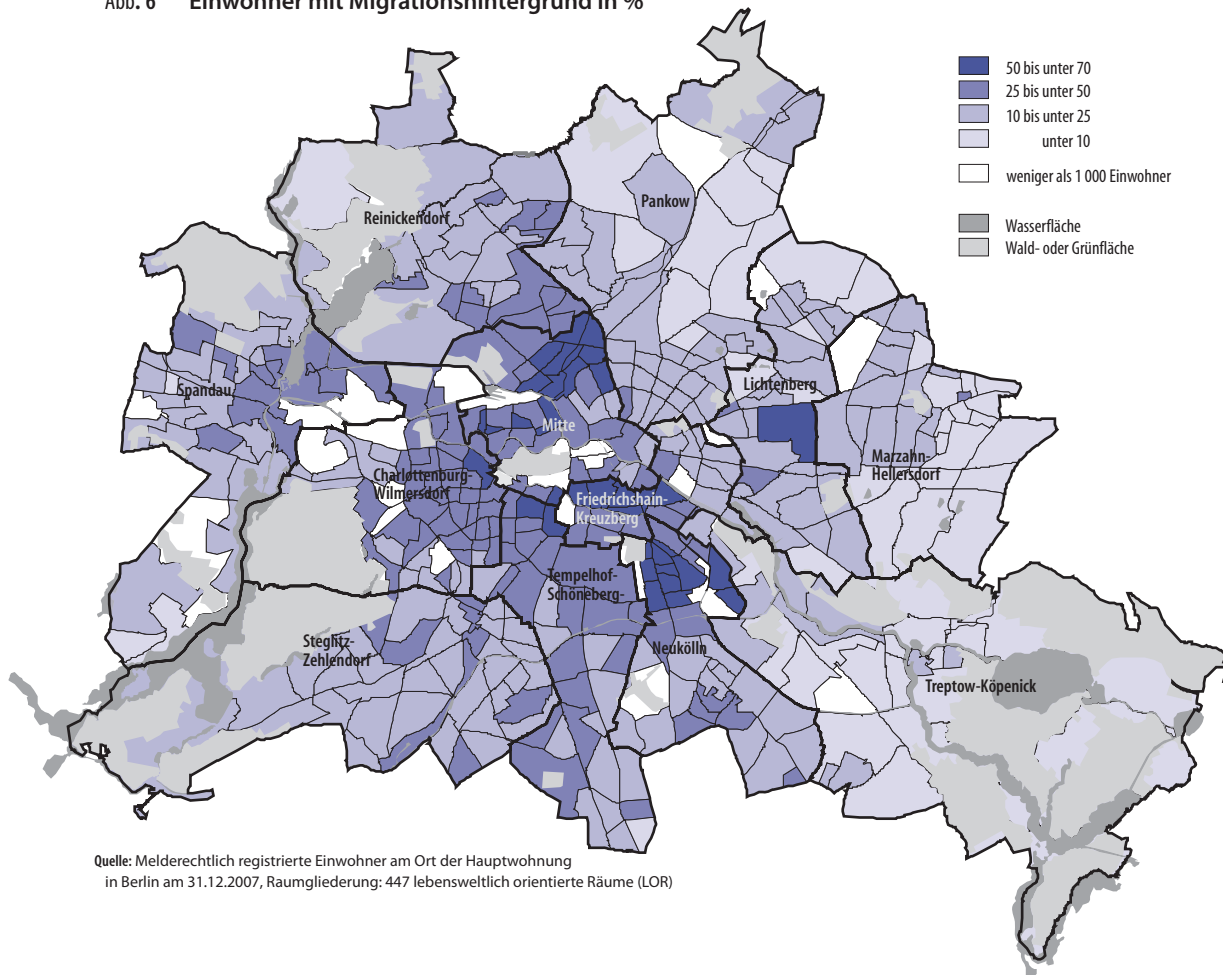 Abb. 6 Einwohner mit Migrationshintergrund in %
50 bis unter 70
25 bis unter 50
10 bis unter 25
unter 10
weniger als 1 000 Einwohner
Wasserfläche
Wald- oder Grünfläche
Pankow
Reinickendorf
Spandau
Lichtenberg
Mitte
Marzahn-
Hellersdorf
Charlottenburg-
Wilmersdorf
Friedrichshain-
Kreuzberg
Tempelhof-
Schöneberg-
Steglitz-
Zehlendorf
Neukölln
Treptow-Köpenick
Quelle: Melderechtlich registrierte Einwohner am Ort der Hauptwohnung
in Berlin am 31.12.2007, Raumgliederung: 447 lebensweltlich orientierte Räume (LOR)